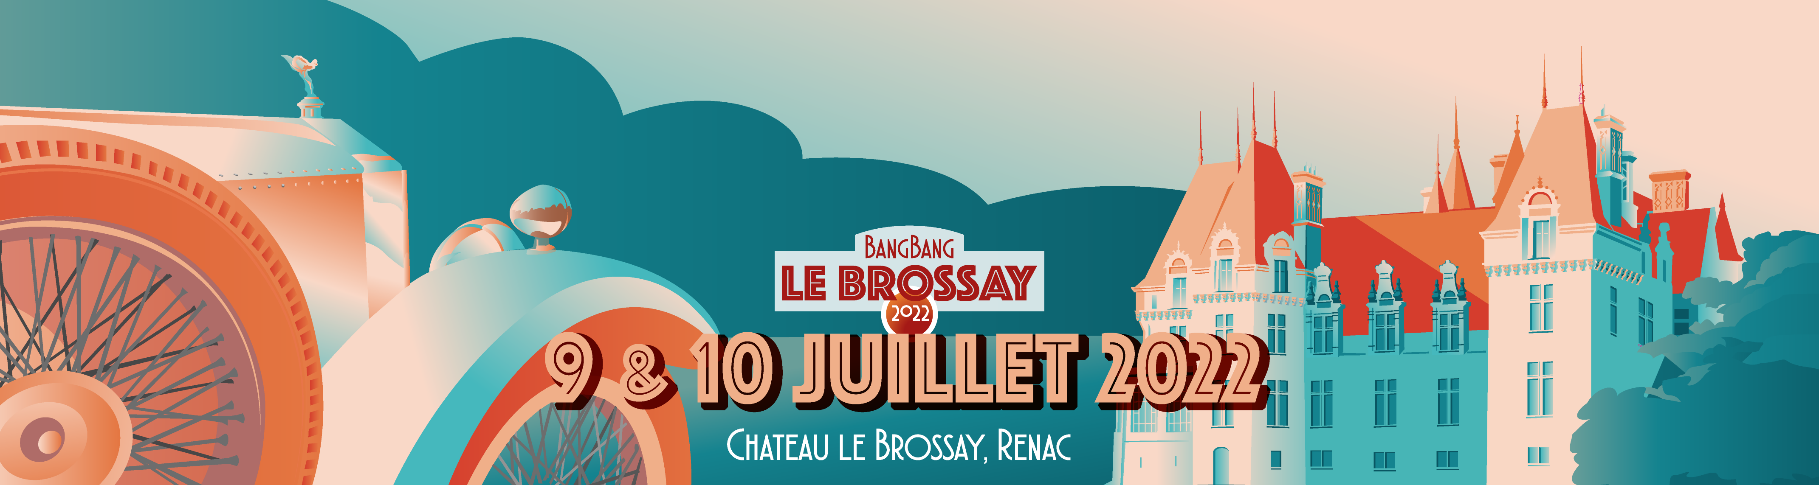 BANGBANG
LE BROSSAY
2022
9 & 10 JUILLET 2022
CHATEAU LE BROSSAY, RENAC